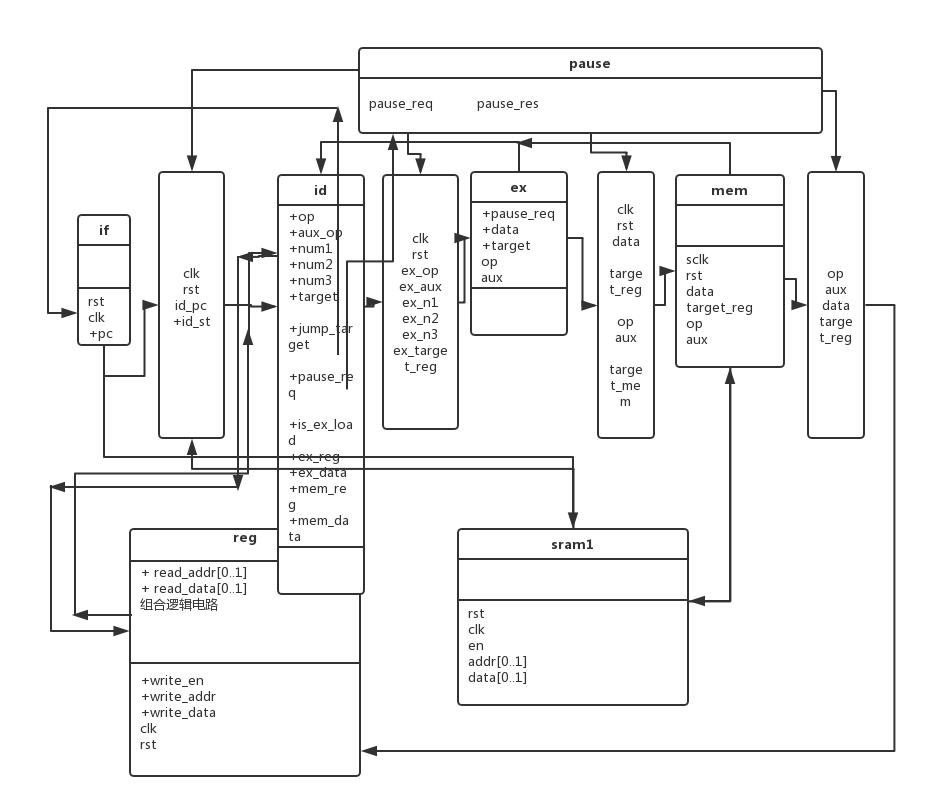 pause
pause_req
pause_res
if
rst
clk
+pc
clk
rst
id_pc
+id_st
id
+op
+aux_op
+num1
+num2
+num3
+target
+jump_tar
get
+pause_re
q
+is_ex_loa
d
+ex_reg
+ex_data
+mem_re
g
+mem_da
ta
clk
rst
ex_op
ex_aux
ex_n1
ex_n2
ex_n3
ex_targe
t_reg
ex
+pause_req
+data
+target
op
aux
clk
rst
data
targe
t_reg
op
aux
targe
t_me
m
mem
sclk
rst
data
target_reg
op
aux
op
aux
data
targe
t_reg
reg
+ read_addr[0..1]
+ read_data[0..1]
组合逻辑电路
+write_en
+write_addr
+write_data
clk
rst
sram1
rst
clk
en
addr[0..1]
data[0..1]